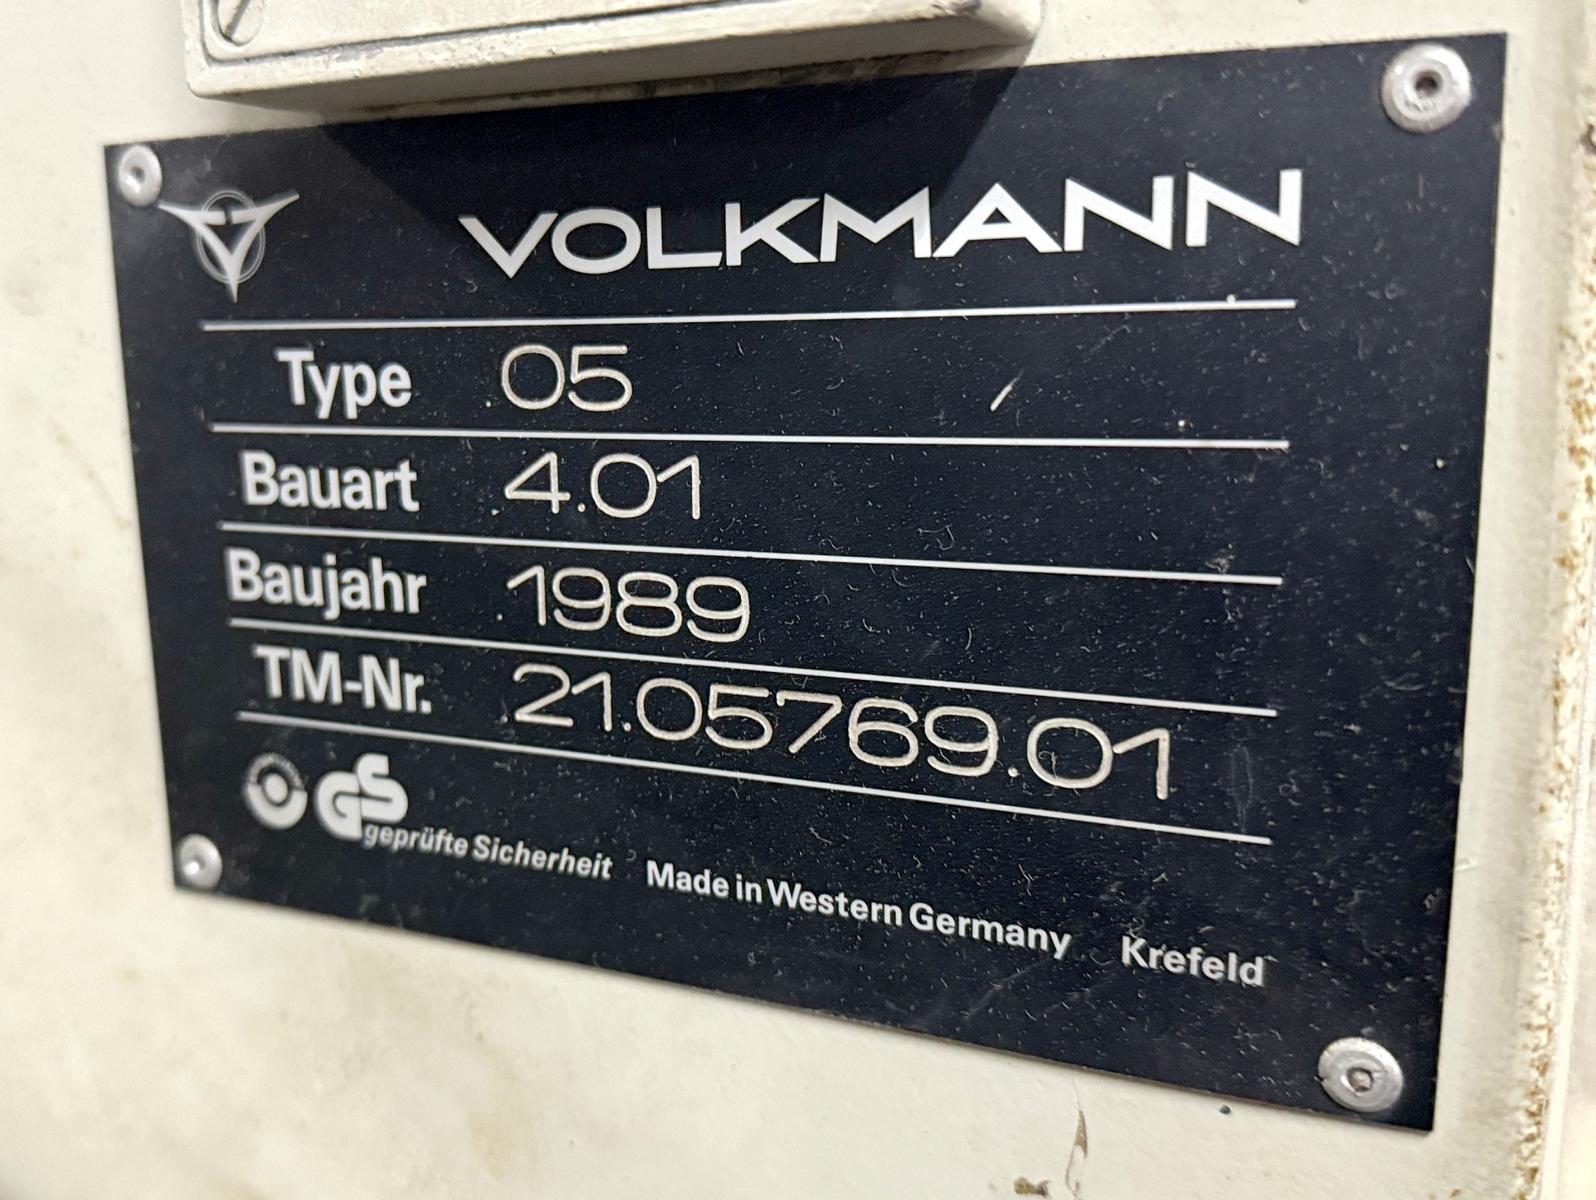 VOLKMANN
Type 05
Bauart 4.01
Baujahr 1989
TM-Nr. 21.05769.01
GS geprüfte Sicherheit Made in Western Germany Krefeld